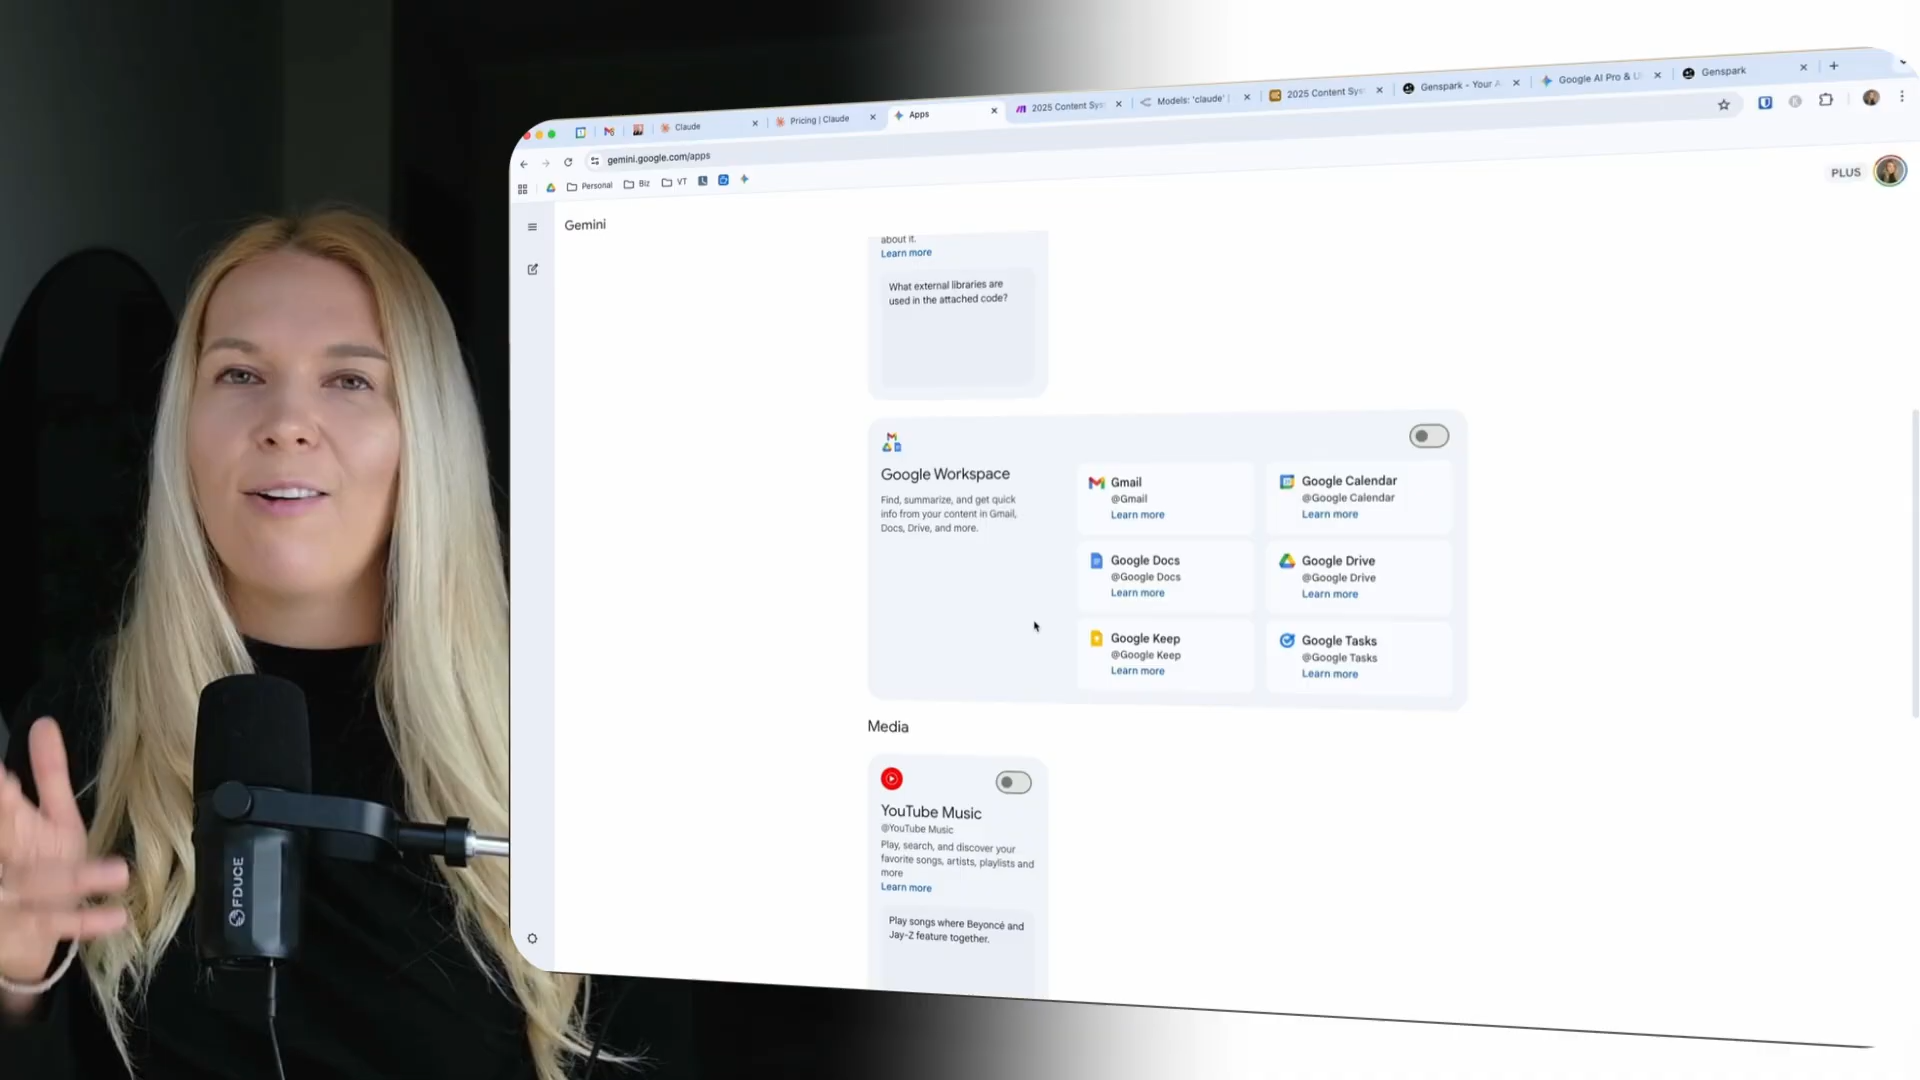 Claude
Pricing | Claude
Apps
2025 Content Sys
Models: 'claude' |
2025 Content Sys
Genspark - Your A
Google AI Pro & Ul
Genspark
gemini.google.com/apps
Personal
Biz
VT
PLUS
Gemini
about it.
Learn more
What external libraries are
used in the attached code?
Google Workspace
Find, summarize, and get quick
info from your content in Gmail,
Docs, Drive, and more.
Gmail
@Gmail
Learn more
Google Calendar
@Google Calendar
Learn more
Google Docs
@Google Docs
Learn more
Google Drive
@Google Drive
Learn more
Google Keep
@Google Keep
Learn more
Google Tasks
@Google Tasks
Learn more
Media
YouTube Music
@YouTube Music
Play, search, and discover your
favorite songs, artists, playlists and
more
Learn more
Play songs where Beyoncé and
Jay-Z feature together.
FDUCE